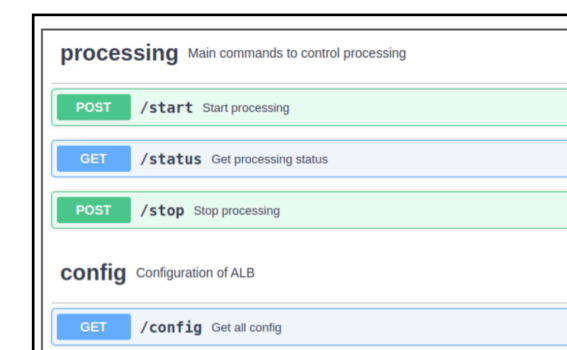 processing Main commands to control processing
POST /start Start processing
GET /status Get processing status
POST /stop Stop processing
config Configuration of ALB
GET /config Get all config